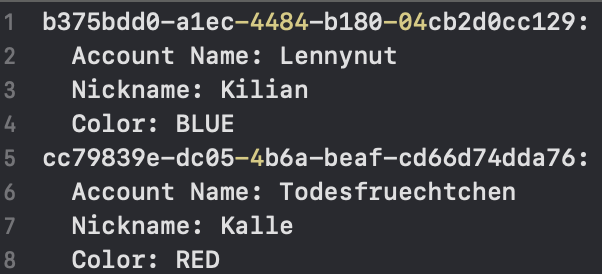 1 b375bdd0-a1ec-4484-b180-04cb2d0cc129:
2   Account Name: Lennynut
3   Nickname: Kilian
4   Color: BLUE
5 cc79839e-dc05-4b6a-beaf-cd66d74dda76:
6   Account Name: Todesfruechtchen
7   Nickname: Kalle
8   Color: RED